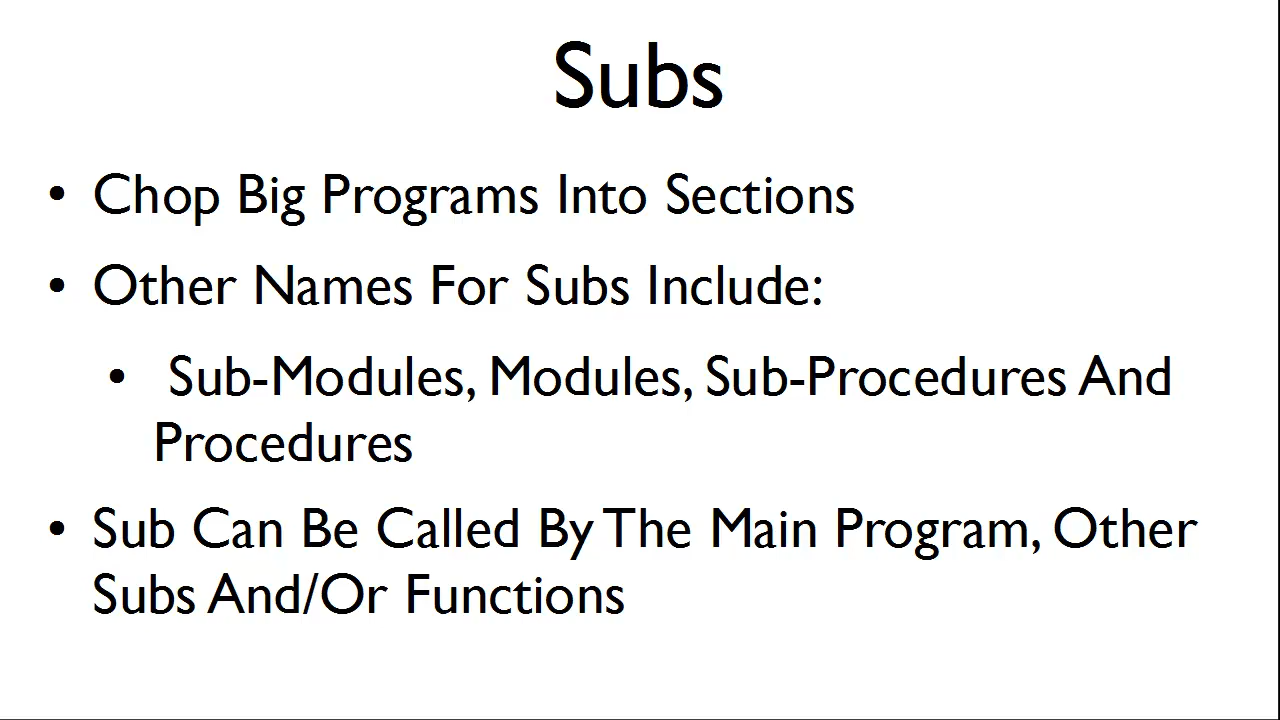 Subs
• Chop Big Programs Into Sections
• Other Names For Subs Include:
• Sub-Modules, Modules, Sub-Procedures And
Procedures
• Sub Can Be Called By The Main Program, Other
Subs And/Or Functions